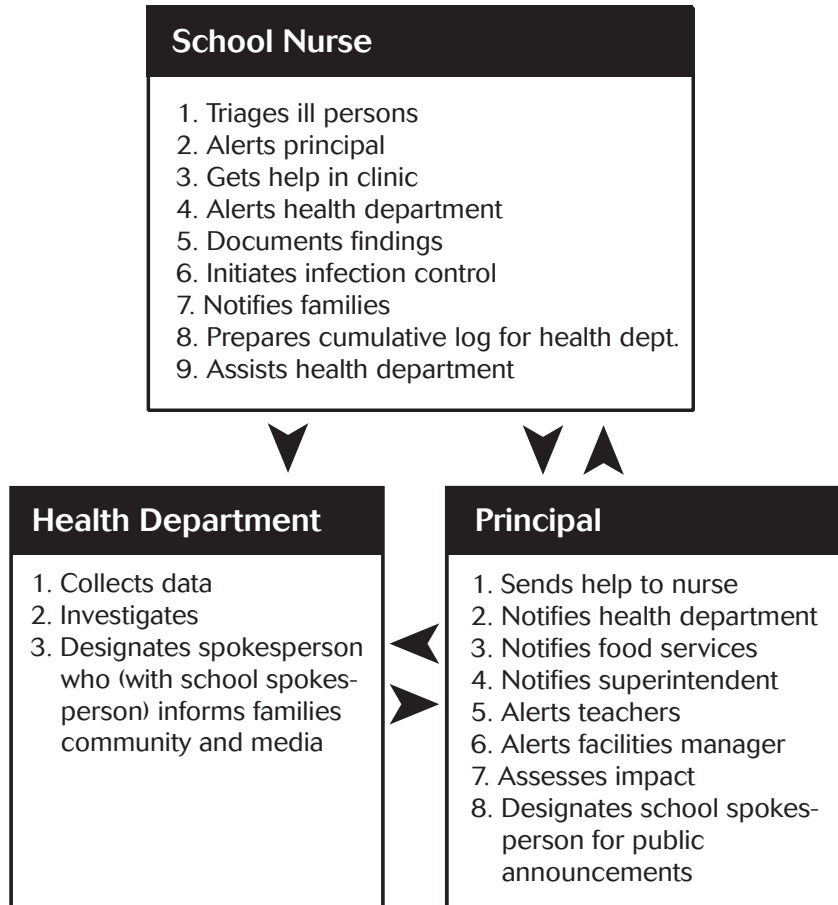 School Nurse
1. Triages ill persons
2. Alerts principal
3. Gets help in clinic
4. Alerts health department
5. Documents findings
6. Initiates infection control
7. Notifies families
8. Prepares cumulative log for health dept.
9. Assists health department
Health Department
1. Collects data
2. Investigates
3. Designates spokesperson
who (with school spokes-
person) informs families
community and media
Principal
1. Sends help to nurse
2. Notifies health department
3. Notifies food services
4. Notifies superintendent
5. Alerts teachers
6. Alerts facilities manager
7. Assesses impact
8. Designates school spokes-
person for public
announcements